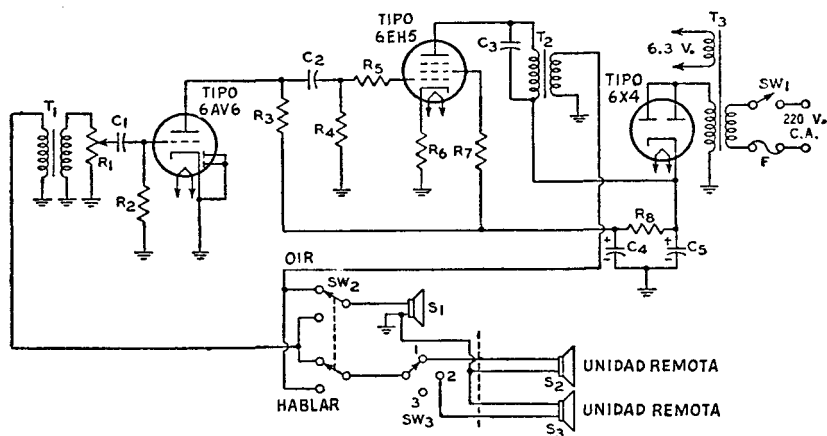 TIPO
6EH5
T3
C3
T2
6.3 V.
C2
R5
TIPO
6X4
SW1
TIPO
6AV6
T1
C1
R1
R3
R4
220 V.
C.A.
F
R2
R6
R7
R8
+
-
C4
+
-
C5
OIR
SW2
S1
1
2
3
SW3
HABLAR
S2
UNIDAD REMOTA
S3
UNIDAD REMOTA